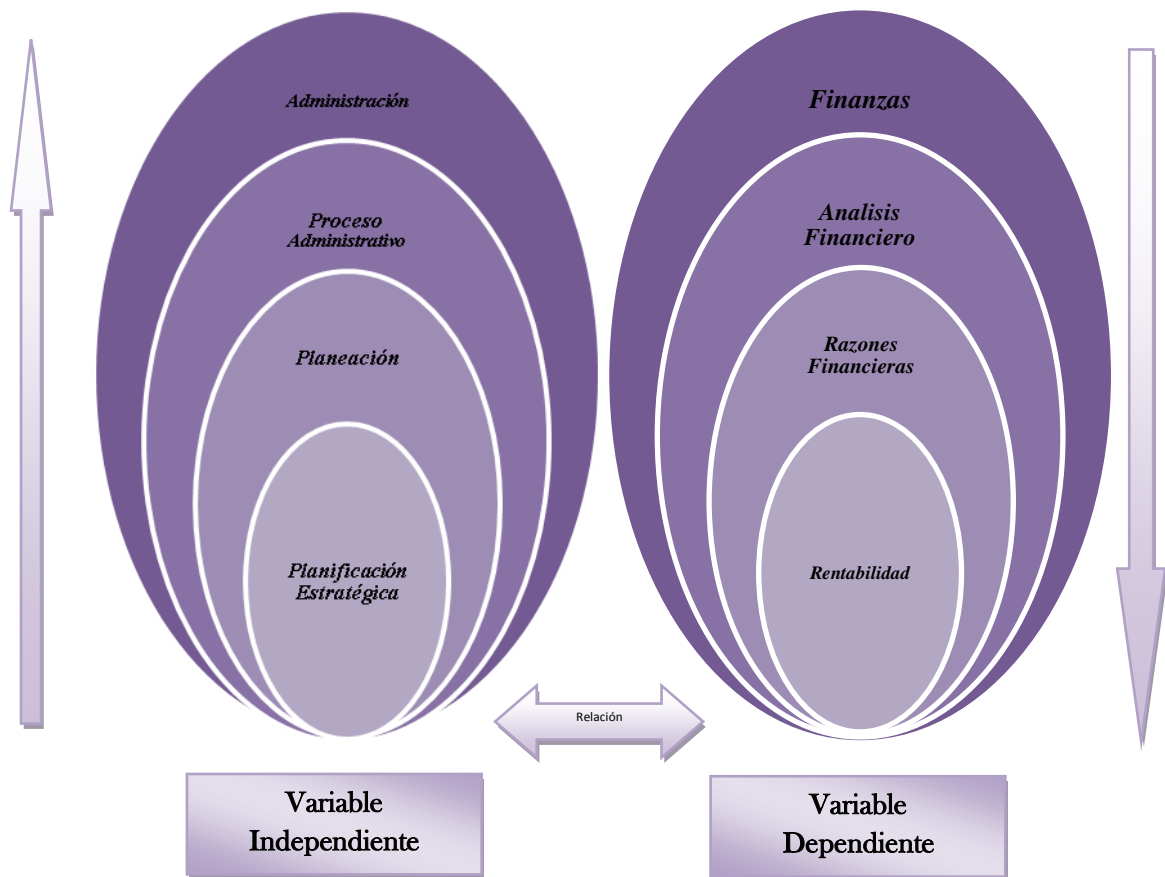 Administración
Proceso
Administrativo
Planeación
Planificación
Estratégica
Finanzas
Analisis
Financiero
Razones
Financieras
Rentabilidad
Relación
Variable
Independiente
Variable
Dependiente